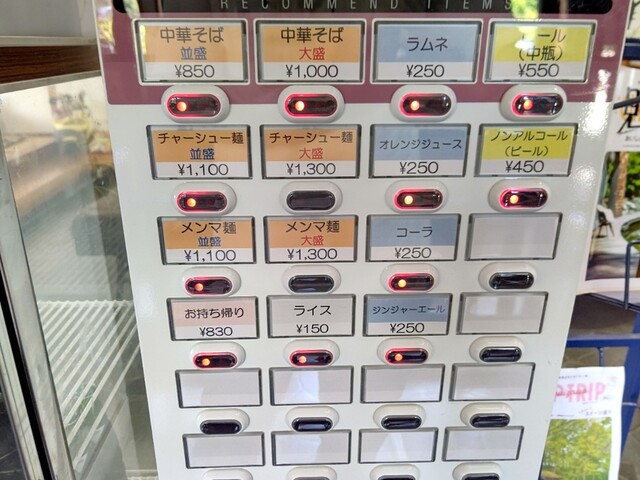 RECOMMEND ITEMS
中華そば
並盛
¥850
中華そば
大盛
¥1,000
ラムネ
¥250
ール
(中瓶)
¥550
チャーシュー麺
並盛
¥1,100
チャーシュー麺
大盛
¥1,300
オレンジジュース
¥250
ノンアルコール
(ビール)
¥450
メンマ麺
並盛
¥1,100
メンマ麺
大盛
¥1,300
コーラ
¥250
お持ち帰り
¥830
ライス
¥150
ジンジャーエール
¥250
TRIP